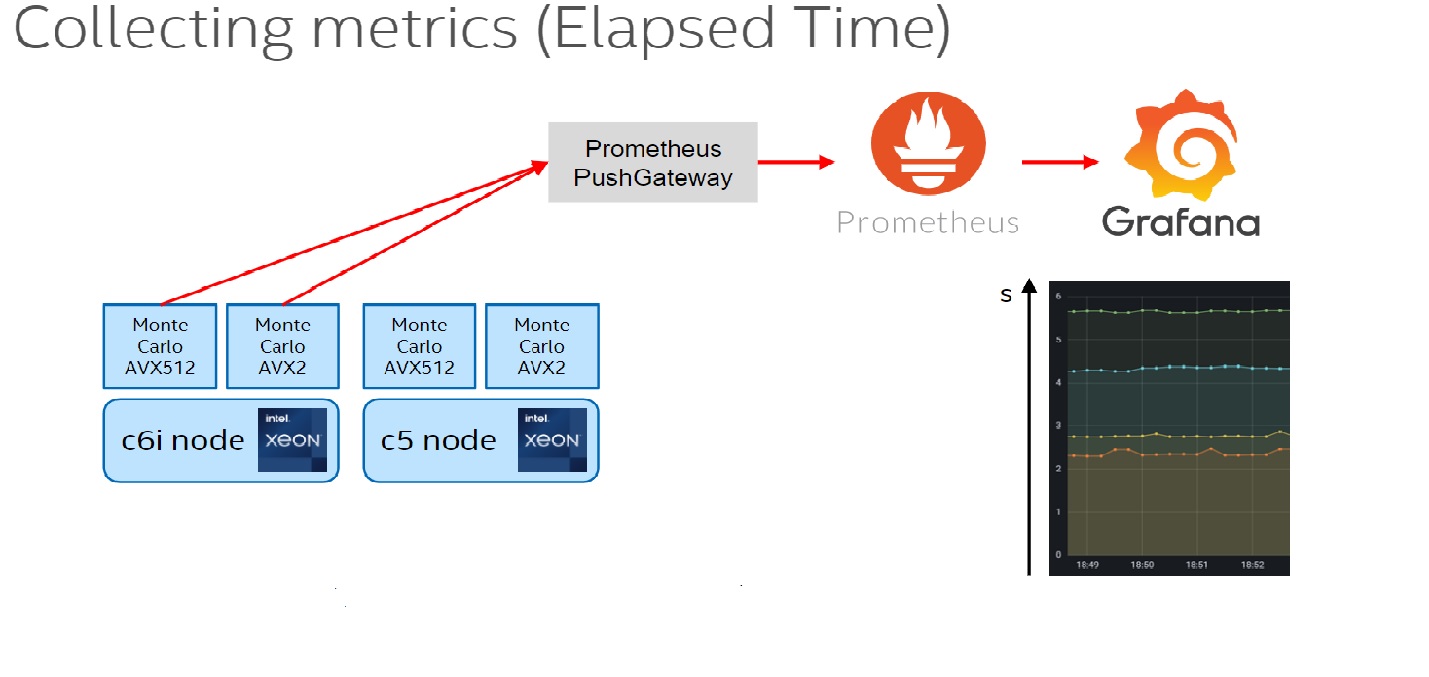 Collecting metrics (Elapsed Time)
Prometheus
PushGateway
Prometheus
Grafana
Monte
Carlo
AVX512
Monte
Carlo
AVX2
Monte
Carlo
AVX512
Monte
Carlo
AVX2
c6i node
intel.
XEON
c5 node
intel.
XEON
s
6
5
4
3
2
1
0
18:49
18:50
18:51
18:52